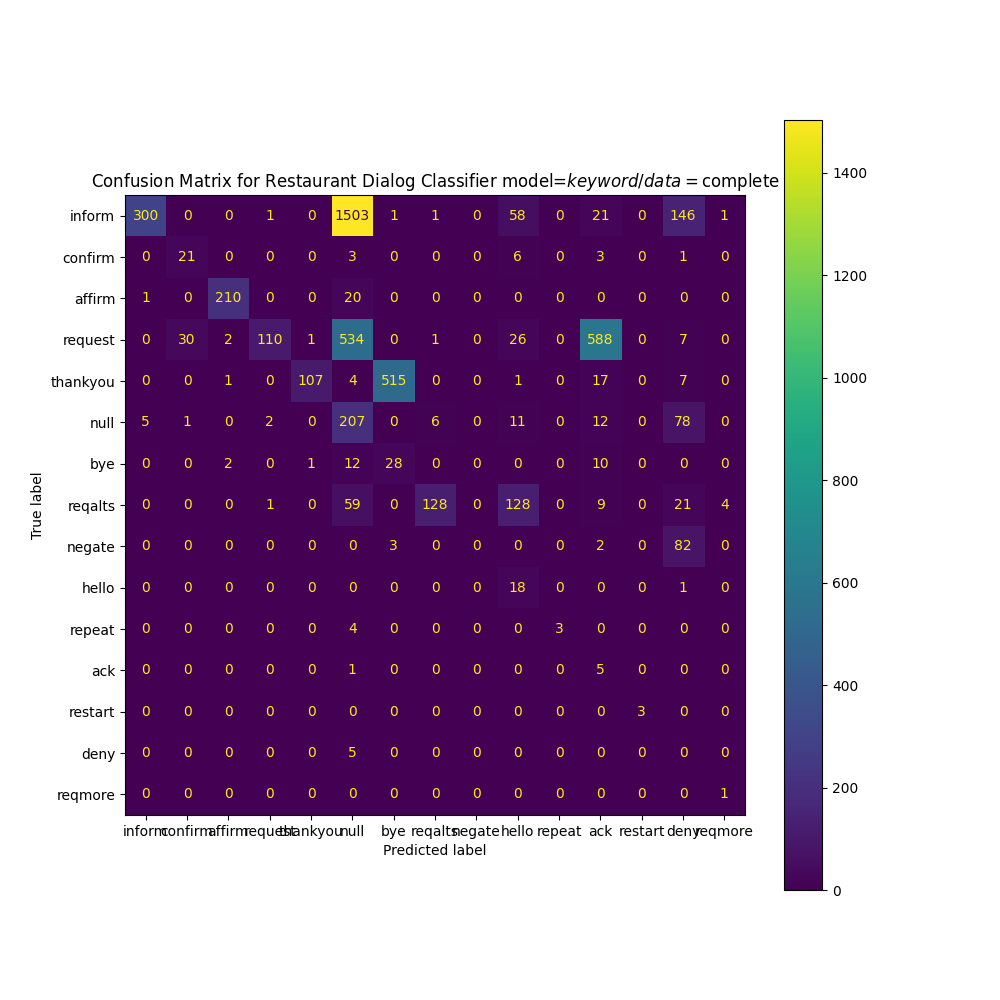 Confusion Matrix for Restaurant Dialog Classifier model=keyword/data=complete
inform 300 0 0 1 0 1503 1 1 0 58 0 21 0 146 1
confirm 0 21 0 0 0 3 0 0 0 6 0 3 0 1 0
affirm 1 0 210 0 0 20 0 0 0 0 0 0 0 0 0
request 0 30 2 110 1 534 0 1 0 26 0 588 0 7 0
thankyou 0 0 1 0 107 4 515 0 0 1 0 17 0 7 0
null 5 1 0 2 0 207 0 6 0 11 0 12 0 78 0
bye 0 0 2 0 1 12 28 0 0 0 0 10 0 0 0
reqalts 0 0 0 1 0 59 0 128 0 128 0 9 0 21 4
negate 0 0 0 0 0 0 3 0 0 0 0 2 0 82 0
hello 0 0 0 0 0 0 0 0 0 18 0 0 0 1 0
repeat 0 0 0 0 0 4 0 0 0 0 3 0 0 0 0
ack 0 0 0 0 0 1 0 0 0 0 0 5 0 0 0
restart 0 0 0 0 0 0 0 0 0 0 0 0 3 0 0
deny 0 0 0 0 0 5 0 0 0 0 0 0 0 0 0
reqmore 0 0 0 0 0 0 0 0 0 0 0 0 0 0 1
inform confirm affirm request thankyou null bye reqalts negate hello repeat ack restart deny reqmore
Predicted label
True label
1400
1200
1000
800
600
400
200
0